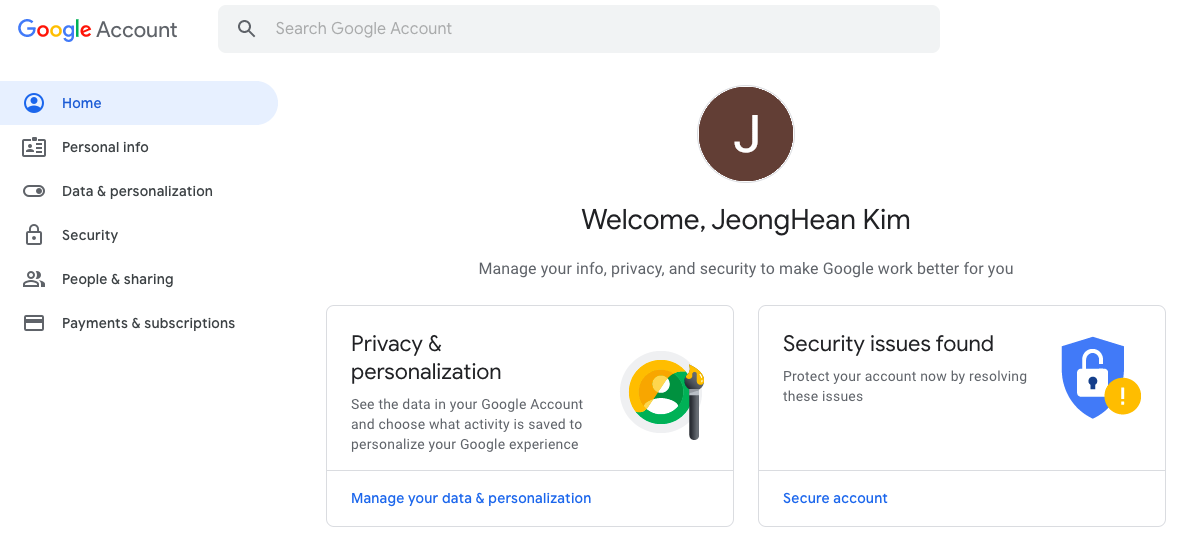 Google Account
Search Google Account
Home
Personal info
Data & personalization
Security
People & sharing
Payments & subscriptions
J
Welcome, JeongHean Kim
Manage your info, privacy, and security to make Google work better for you
Privacy &
personalization
See the data in your Google Account
and choose what activity is saved to
personalize your Google experience
Manage your data & personalization
Security issues found
Protect your account now by resolving
these issues
Secure account